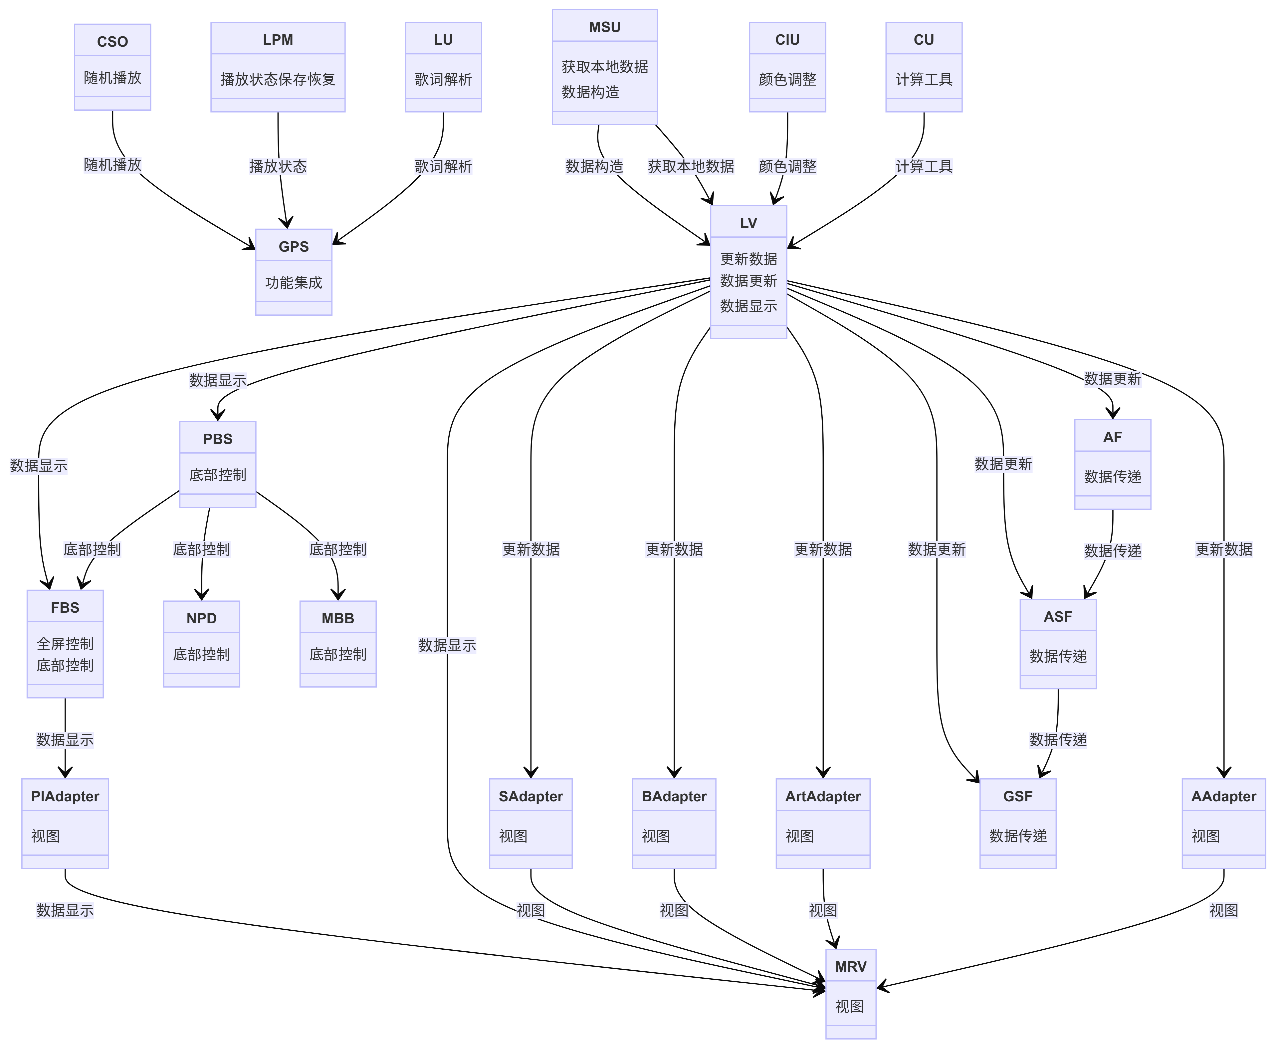 CSO
随机播放
LPM
播放状态保存恢复
LU
歌词解析
MSU
获取本地数据
数据构造
CIU
颜色调整
CU
计算工具
随机播放
播放状态
歌词解析
数据构造
获取本地数据
颜色调整
计算工具
GPS
功能集成
LV
更新数据
数据更新
数据显示
数据显示
数据更新
数据显示
PBS
底部控制
数据更新
AF
数据传递
底部控制
底部控制
底部控制
更新数据
更新数据
更新数据
数据更新
数据传递
更新数据
FBS
全屏控制
底部控制
NPD
底部控制
MBB
底部控制
数据显示
ASF
数据传递
数据显示
数据传递
PIAdapter
视图
SAdapter
视图
BAdapter
视图
ArtAdapter
视图
GSF
数据传递
AAdapter
视图
数据显示
视图
视图
视图
视图
MRV
视图